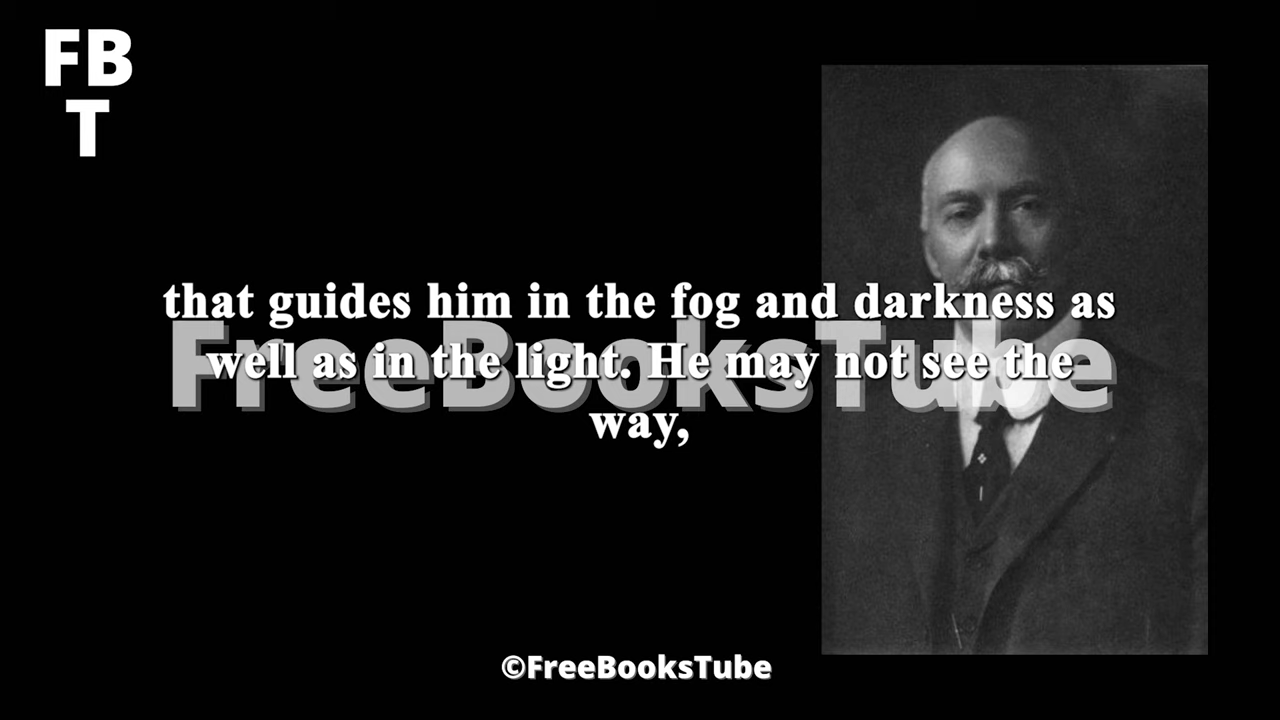 FB
T
that guides him in the fog and darkness as
FreeBooksTube
well as in the light. He may not see the
way,
©FreeBooksTube